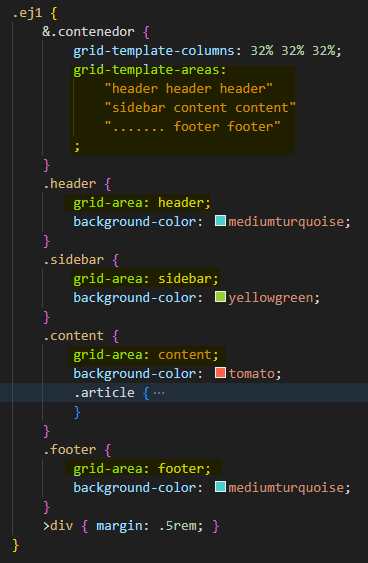 .ej1 {
&.contenedor {
grid-template-columns: 32% 32% 32%;
grid-template-areas:
"header header header"
"sidebar content content"
"....... footer footer"
;
}
.header {
grid-area: header;
background-color: mediumturquoise;
}
.sidebar {
grid-area: sidebar;
background-color: yellowgreen;
}
.content {
grid-area: content;
background-color: tomato;
.article {⋯
}
}
.footer {
grid-area: footer;
background-color: mediumturquoise;
}
>div { margin: .5rem; }
}